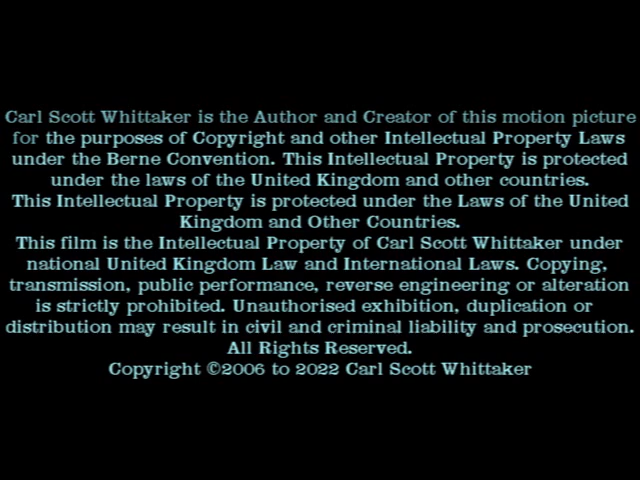 Carl Scott Whittaker is the Author and Creator of this motion picture
for the purposes of Copyright and other Intellectual Property Laws
under the Berne Convention. This Intellectual Property is protected
under the laws of the United Kingdom and other countries.
This Intellectual Property is protected under the Laws of the United
Kingdom and Other Countries.
This film is the Intellectual Property of Carl Scott Whittaker under
national United Kingdom Law and International Laws. Copying,
transmission, public performance, reverse engineering or alteration
is strictly prohibited. Unauthorised exhibition, duplication or
distribution may result in civil and criminal liability and prosecution.
All Rights Reserved.
Copyright ©2006 to 2022 Carl Scott Whittaker